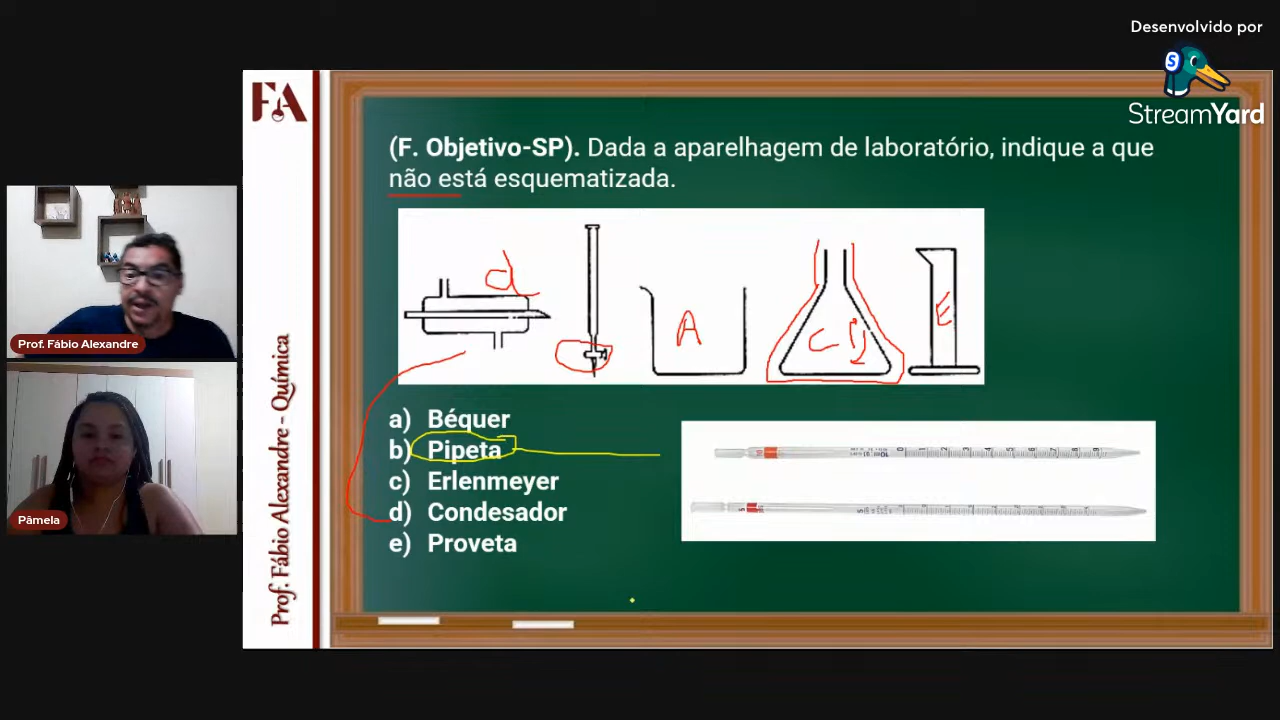 Desenvolvido por
StreamYard
FA
(F. Objetivo-SP). Dada a aparelhagem de laboratório, indique a que
não está esquematizada.
d
A
C
E
a) Béquer
b) Pipeta
c) Erlenmeyer
d) Condesador
e) Proveta
Prof. Fábio Alexandre - Química
Prof. Fábio Alexandre
Pâmela